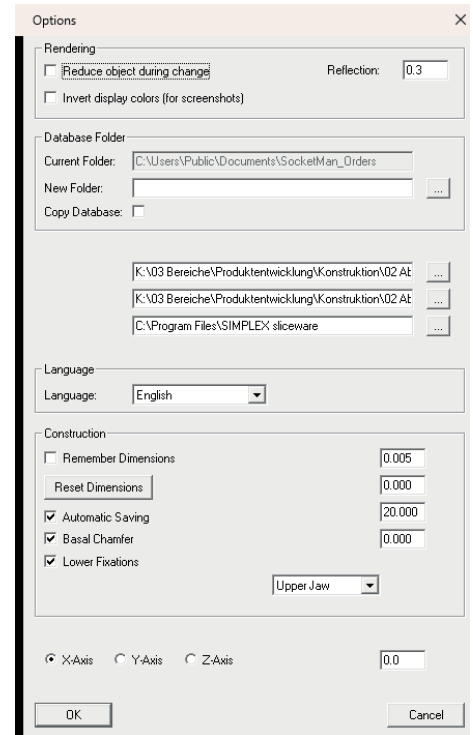 Options
Rendering
Reduce object during change Reflection: 0.3
Invert display colors (for screenshots)
Database Folder
Current Folder: C:\Users\Public\Documents\SocketMan_Orders
New Folder: ...
Copy Database:
K:\03 Bereiche\Produktentwicklung\Konstruktion\02 Ab ...
K:\03 Bereiche\Produktentwicklung\Konstruktion\02 Ab ...
C:\Program Files\SIMPLEX sliceware ...
Language
Language: English
Construction
Remember Dimensions 0.005
Reset Dimensions 0.000
Automatic Saving 20.000
Basal Chamfer 0.000
Lower Fixations
Upper Jaw
X-Axis Y-Axis Z-Axis 0.0
OK Cancel